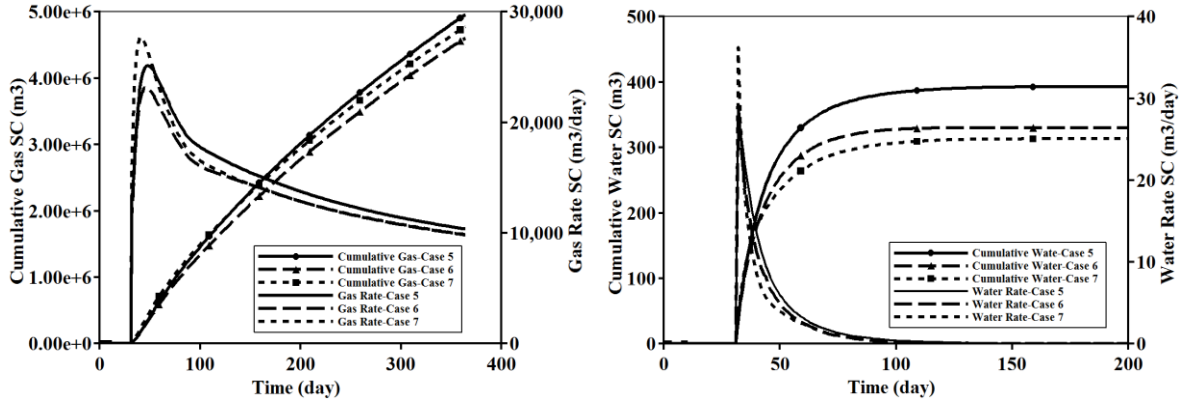 5.00e+6
4.00e+6
3.00e+6
2.00e+6
1.00e+6
0.00e+0
Cumulative Gas SC (m3)
30,000
20,000
10,000
0
Gas Rate SC (m3/day)
0
100
200
300
400
Time (day)
Cumulative Gas-Case 5
Cumulative Gas-Case 6
Cumulative Gas-Case 7
Gas Rate-Case 5
Gas Rate-Case 6
Gas Rate-Case 7
500
400
300
200
100
0
Cumulative Water SC (m3)
40
30
20
10
0
Water Rate SC (m3/day)
0
50
100
150
200
Time (day)
Cumulative Wate-Case 5
Cumulative Water-Case 6
Cumulative Water-Case 7
Water Rate-Case 5
Water Rate-Case 6
Water Rate-Case 7